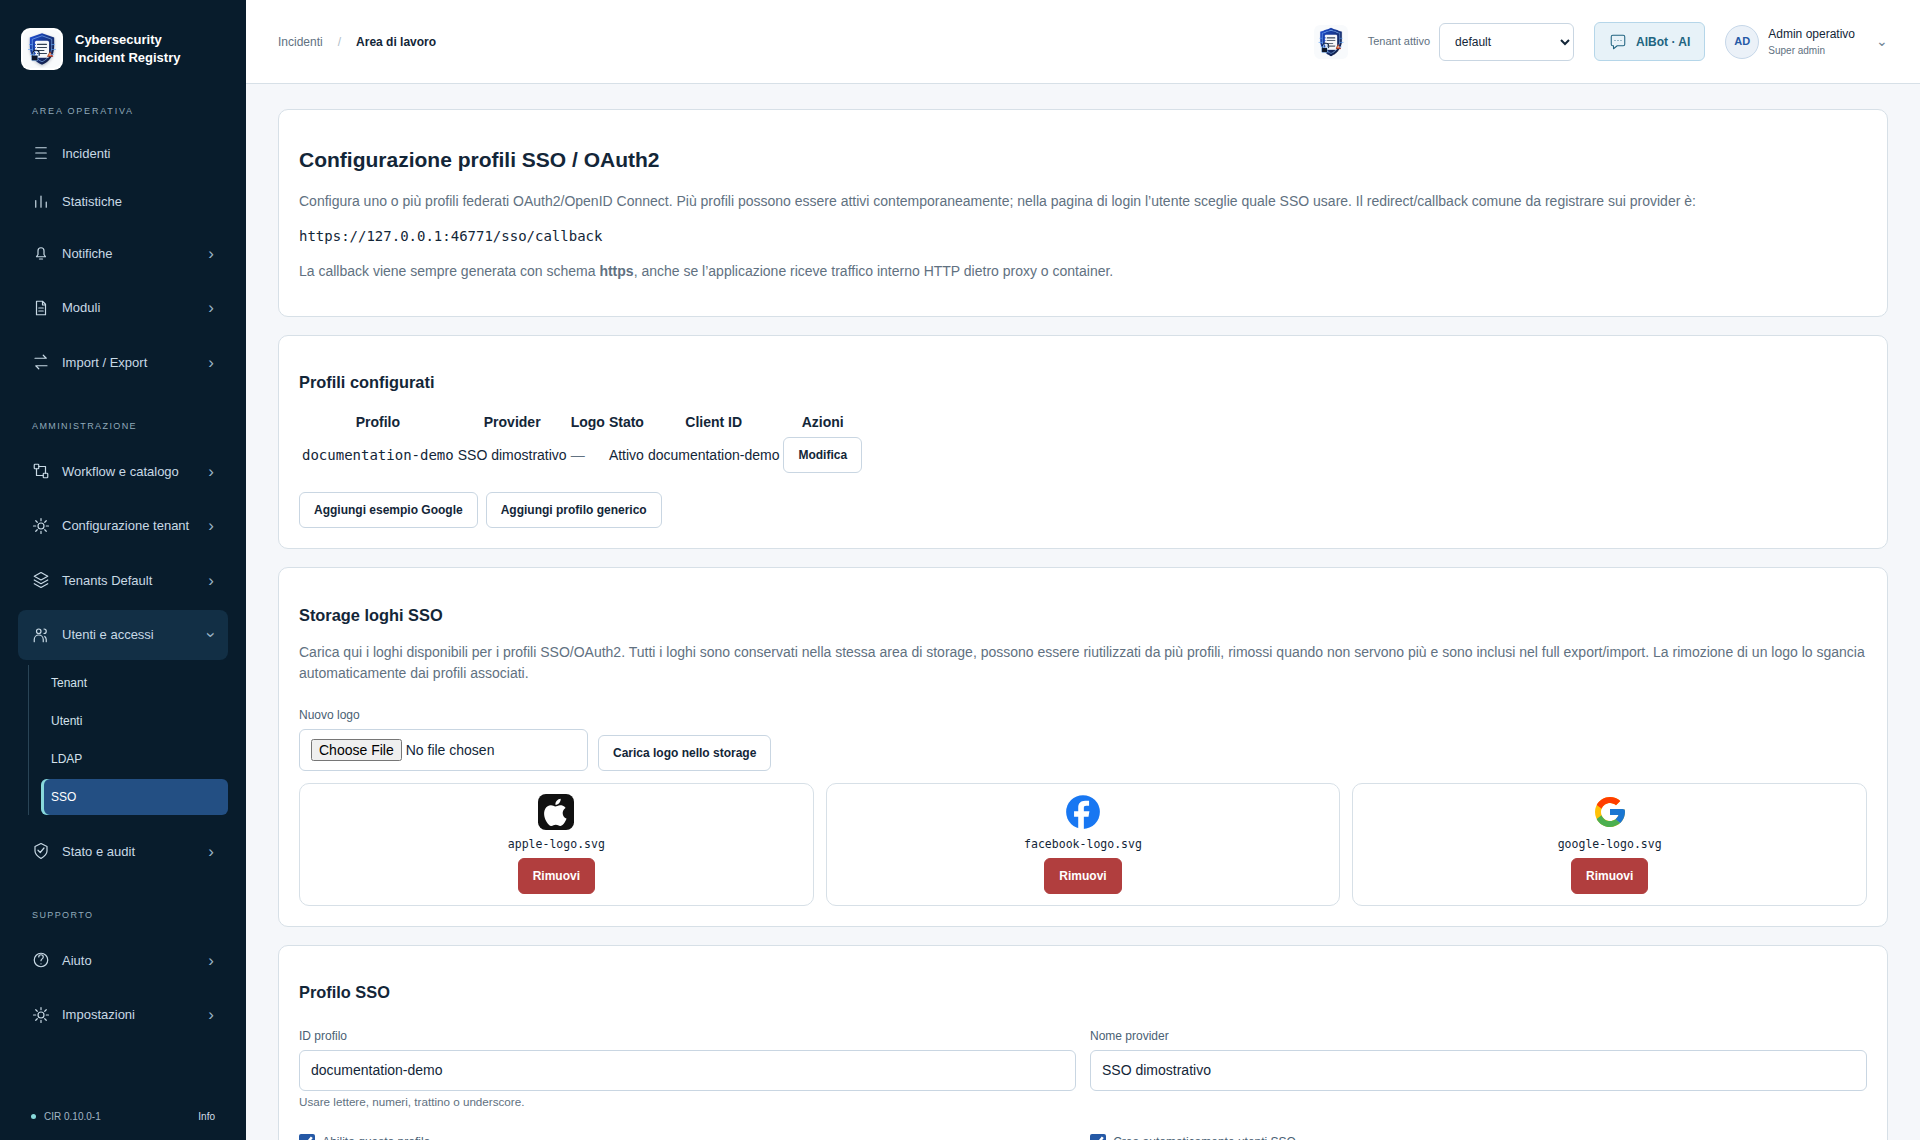 Cybersecurity
Incident Registry
AREA OPERATIVA
Incidenti
Statistiche
Notifiche
Moduli
Import / Export
AMMINISTRAZIONE
Workflow e catalogo
Configurazione tenant
Tenants Default
Utenti e accessi
Tenant
Utenti
LDAP
SSO
Stato e audit
SUPPORTO
Aiuto
Impostazioni
CIR 0.10.0-1 Info
Incidenti / Area di lavoro
Tenant attivo default AIBot · AI AD Admin operativo
Super admin
Configurazione profili SSO / OAuth2
Configura uno o più profili federati OAuth2/OpenID Connect. Più profili possono essere attivi contemporaneamente; nella pagina di login l’utente sceglie quale SSO usare. Il redirect/callback comune da registrare sui provider è:
https://127.0.0.1:46771/sso/callback
La callback viene sempre generata con schema https, anche se l’applicazione riceve traffico interno HTTP dietro proxy o container.
Profili configurati
Profilo Provider Logo Stato Client ID Azioni
documentation-demo SSO dimostrativo — Attivo documentation-demo Modifica
Aggiungi esempio Google Aggiungi profilo generico
Storage loghi SSO
Carica qui i loghi disponibili per i profili SSO/OAuth2. Tutti i loghi sono conservati nella stessa area di storage, possono essere riutilizzati da più profili, rimossi quando non servono più e sono inclusi nel full export/import. La rimozione di un logo lo sgancia
automaticamente dai profili associati.
Nuovo logo
Choose File No file chosen Carica logo nello storage
apple-logo.svg facebook-logo.svg google-logo.svg
Rimuovi Rimuovi Rimuovi
Profilo SSO
ID profilo Nome provider
documentation-demo SSO dimostrativo
Usare lettere, numeri, trattino o underscore.
Abilita questo profilo Crea automaticamente utenti SSO